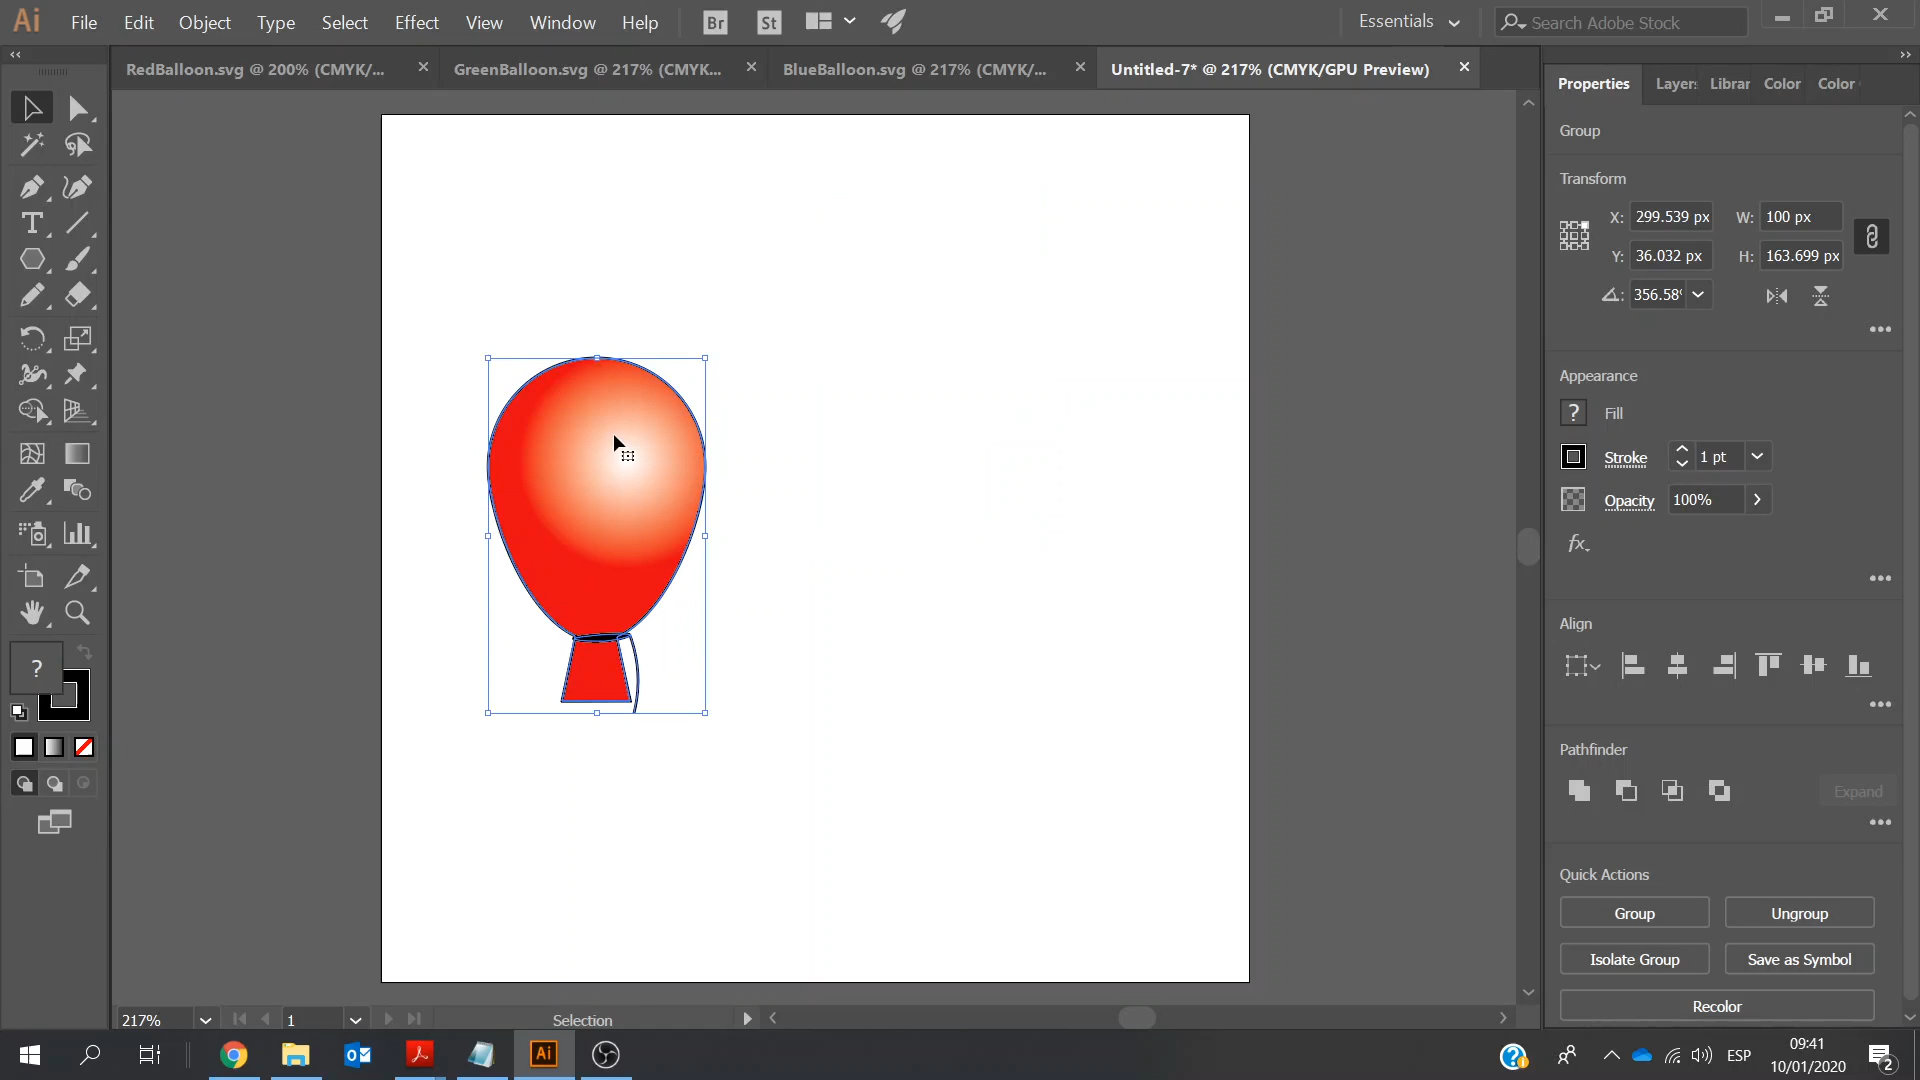 Ai File Edit Object Type Select Effect View Window Help Br St Essentials Search Adobe Stock
RedBalloon.svg @ 200% (CMYK/... GreenBalloon.svg @ 217% (CMYK... BlueBalloon.svg @ 217% (CMYK/... Untitled-7* @ 217% (CMYK/GPU Preview)
Properties Layer Librar Color Color
Group
Transform
X: 299.539 px W: 100 px
Y: 36.032 px H: 163.699 px
356.58°
Appearance
? Fill
Stroke 1 pt
Opacity 100%
fx.
Align
Pathfinder
Expand
Quick Actions
Group Ungroup
Isolate Group Save as Symbol
Recolor
T
?
217% 1 Selection
Ai ESP
09:41
10/01/2020
2